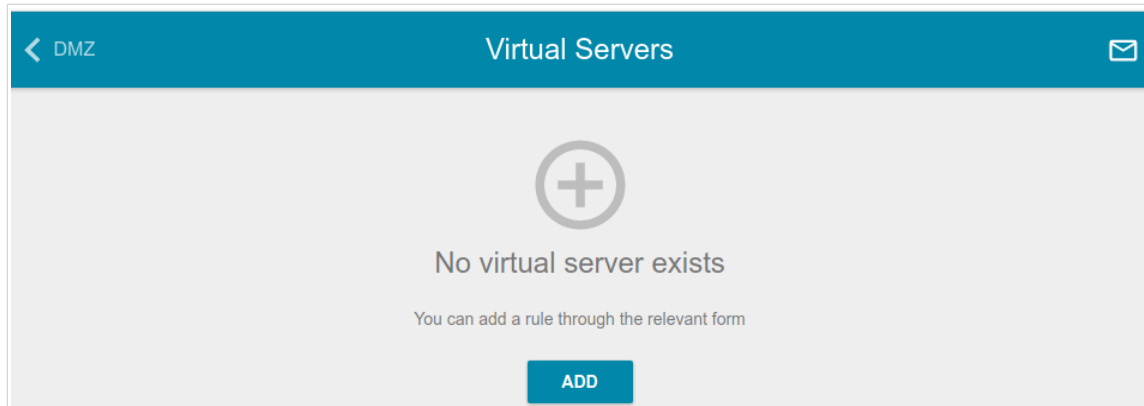 DMZ
Virtual Servers
No virtual server exists
You can add a rule through the relevant form
ADD